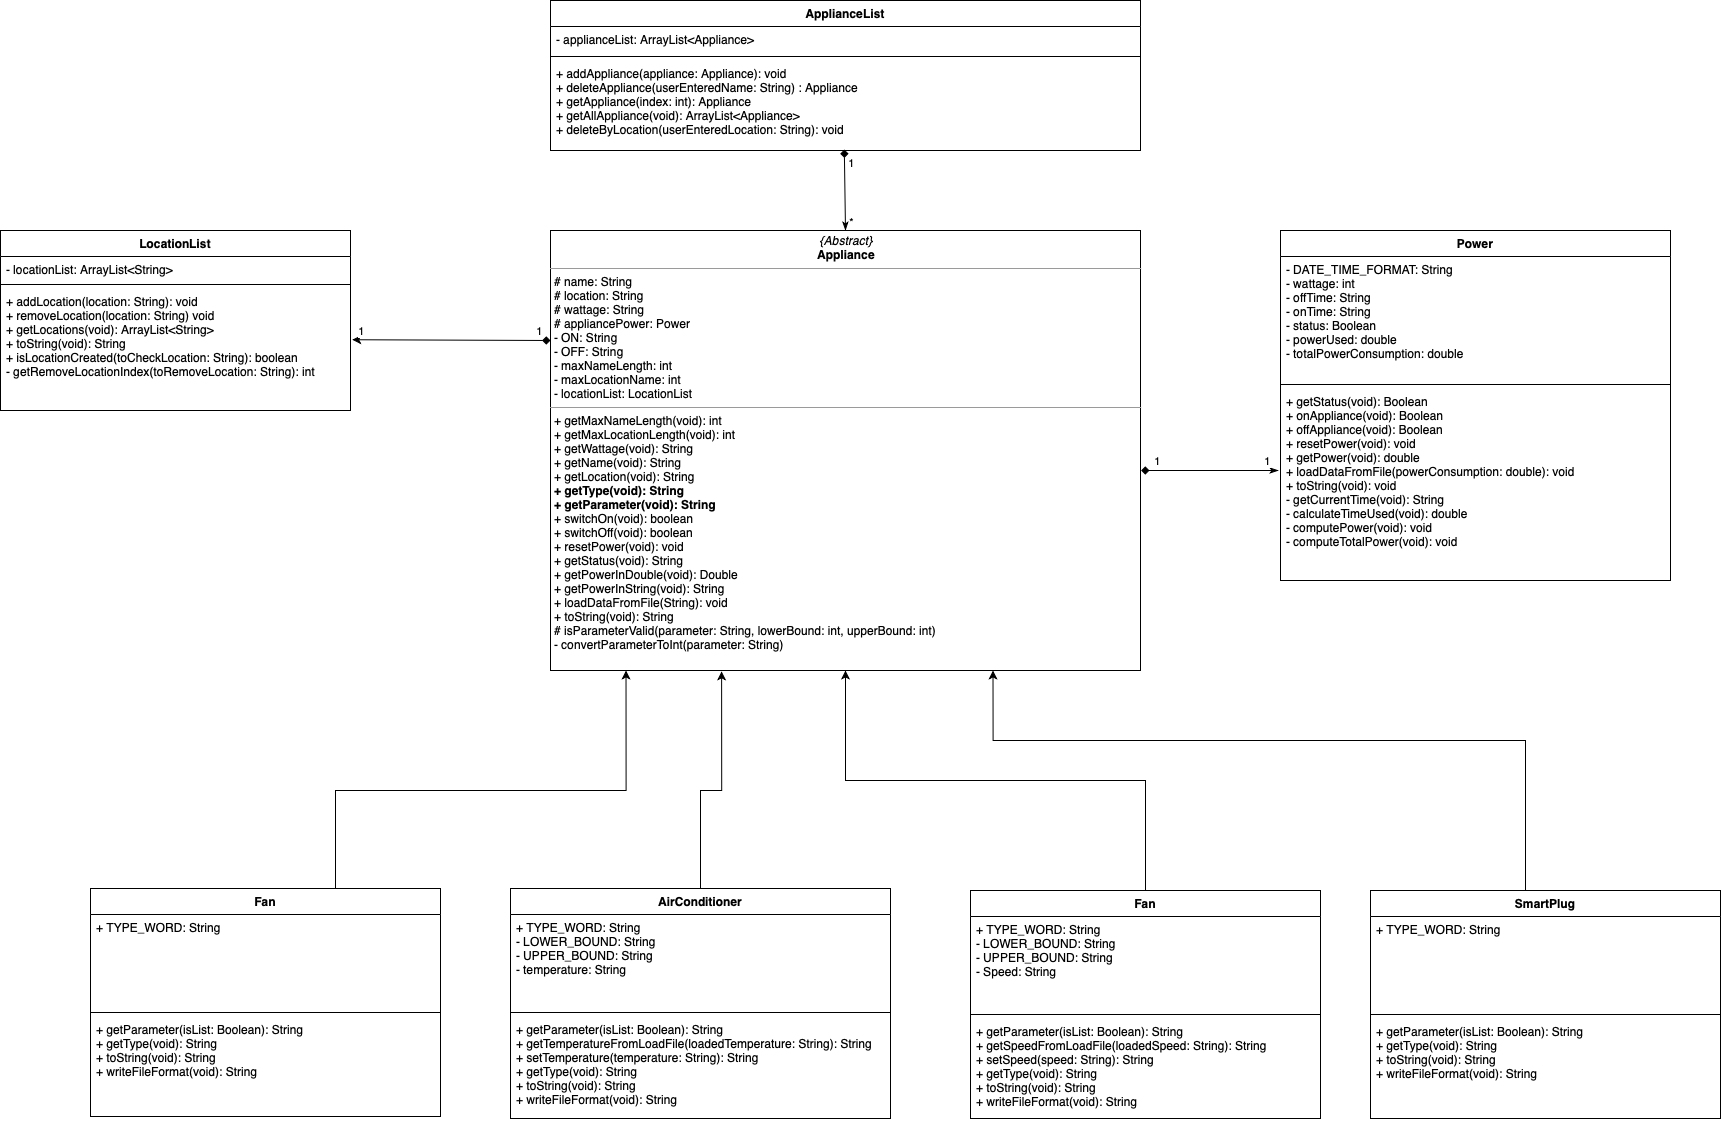 ApplianceList
- applianceList: ArrayList<Appliance>
+ addAppliance(appliance: Appliance): void
+ deleteAppliance(userEnteredName: String) : Appliance
+ getAppliance(index: int): Appliance
+ getAllAppliance(void): ArrayList<Appliance>
+ deleteByLocation(userEnteredLocation: String): void
1
*
LocationList
- locationList: ArrayList<String>
+ addLocation(location: String): void
+ removeLocation(location: String) void
+ getLocations(void): ArrayList<String>
+ toString(void): String
+ isLocationCreated(toCheckLocation: String): boolean
- getRemoveLocationIndex(toRemoveLocation: String): int
1
1
{Abstract}
Appliance
# name: String
# location: String
# wattage: String
# appliancePower: Power
- ON: String
- OFF: String
- maxNameLength: int
- maxLocationName: int
- locationList: LocationList
+ getMaxNameLength(void): int
+ getMaxLocationLength(void): int
+ getWattage(void): String
+ getName(void): String
+ getLocation(void): String
+ getType(void): String
+ getParameter(void): String
+ switchOn(void): boolean
+ switchOff(void): boolean
+ resetPower(void): void
+ getStatus(void): String
+ getPowerInDouble(void): Double
+ getPowerInString(void): String
+ loadDataFromFile(String): void
+ toString(void): String
# isParameterValid(parameter: String, lowerBound: int, upperBound: int)
- convertParameterToInt(parameter: String)
1
1
Power
- DATE_TIME_FORMAT: String
- wattage: int
- offTime: String
- onTime: String
- status: Boolean
- powerUsed: double
- totalPowerConsumption: double
+ getStatus(void): Boolean
+ onAppliance(void): Boolean
+ offAppliance(void): Boolean
+ resetPower(void): void
+ getPower(void): double
+ loadDataFromFile(powerConsumption: double): void
+ toString(void): void
- getCurrentTime(void): String
- calculateTimeUsed(void): double
- computePower(void): void
- computeTotalPower(void): void
Fan
+ TYPE_WORD: String
+ getParameter(isList: Boolean): String
+ getType(void): String
+ toString(void): String
+ writeFileFormat(void): String
AirConditioner
+ TYPE_WORD: String
- LOWER_BOUND: String
- UPPER_BOUND: String
- temperature: String
+ getParameter(isList: Boolean): String
+ getTemperatureFromLoadFile(loadedTemperature: String): String
+ setTemperature(temperature: String): String
+ getType(void): String
+ toString(void): String
+ writeFileFormat(void): String
Fan
+ TYPE_WORD: String
- LOWER_BOUND: String
- UPPER_BOUND: String
- Speed: String
+ getParameter(isList: Boolean): String
+ getSpeedFromLoadFile(loadedSpeed: String): String
+ setSpeed(speed: String): String
+ getType(void): String
+ toString(void): String
+ writeFileFormat(void): String
SmartPlug
+ TYPE_WORD: String
+ getParameter(isList: Boolean): String
+ getType(void): String
+ toString(void): String
+ writeFileFormat(void): String